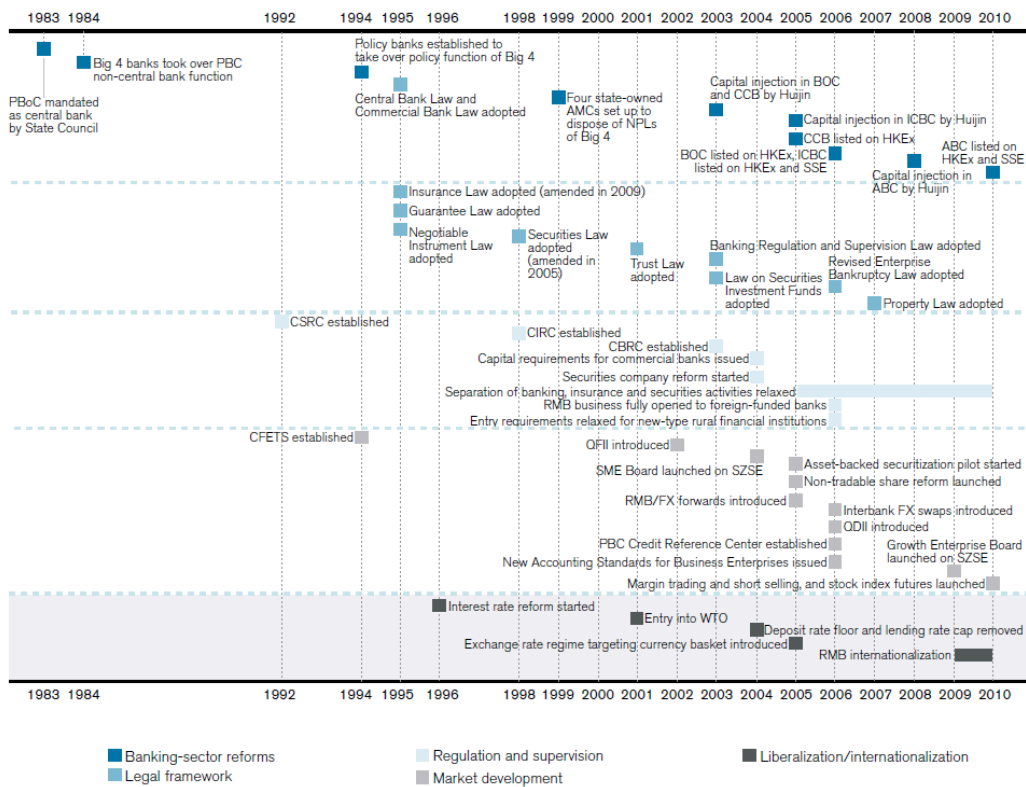 1983 1984 1992 1994 1995 1996 1998 1999 2000 2001 2002 2003 2004 2005 2006 2007 2008 2009 2010
Big 4 banks took over PBC
non-central bank function
PBoC mandated
as central bank
by State Council
Policy banks established to
take over policy function of Big 4
Central Bank Law and
Commercial Bank Law adopted
Four state-owned
AMCs set up to
dispose of NPLs
of Big 4
Capital injection in BOC
and CCB by Huijin
Capital injection in ICBC by Huijin
CCB listed on HKEx
BOC listed on HKEx, ICBC
listed on HKEx and SSE
Capital injection in
ABC by Huijin
ABC listed on
HKEx and SSE
Insurance Law adopted (amended in 2009)
Guarantee Law adopted
Negotiable
Instrument Law
adopted
Securities Law
adopted
(amended in
2005)
Trust Law
adopted
Banking Regulation and Supervision Law adopted
Law on Securities
Investment Funds
adopted
Revised Enterprise
Bankruptcy Law adopted
Property Law adopted
CSRC established
CIRC established
CBRC established
Capital requirements for commercial banks issued
Securities company reform started
Separation of banking, insurance and securities activities relaxed
RMB business fully opened to foreign-funded banks
Entry requirements relaxed for new-type rural financial institutions
CFETS established
QFII introduced
SME Board launched on SZSE
Asset-backed securitization pilot started
Non-tradable share reform launched
RMB/FX forwards introduced
Interbank FX swaps introduced
QDII introduced
PBC Credit Reference Center established
New Accounting Standards for Business Enterprises issued
Growth Enterprise Board
launched on SZSE
Margin trading and short selling, and stock index futures launched
Interest rate reform started
Entry into WTO
Deposit rate floor and lending rate cap removed
Exchange rate regime targeting currency basket introduced
RMB internationalization
1983 1984 1992 1994 1995 1996 1998 1999 2000 2001 2002 2003 2004 2005 2006 2007 2008 2009 2010
Banking-sector reforms
Legal framework
Regulation and supervision
Market development
Liberalization/internationalization